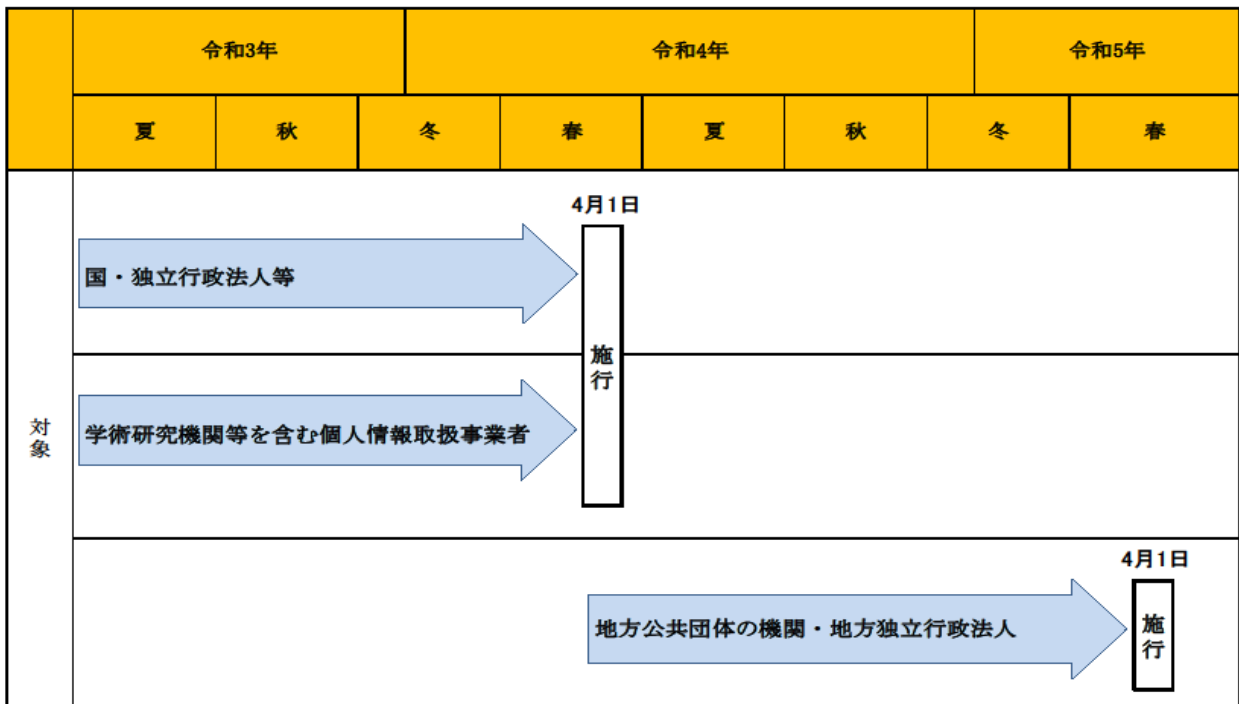 令和3年
令和4年
令和5年
夏
秋
冬
春
夏
秋
冬
春
対象
4月1日
国・独立行政法人等
施行
学術研究機関等を含む個人情報取扱事業者
4月1日
地方公共団体の機関・地方独立行政法人
施行